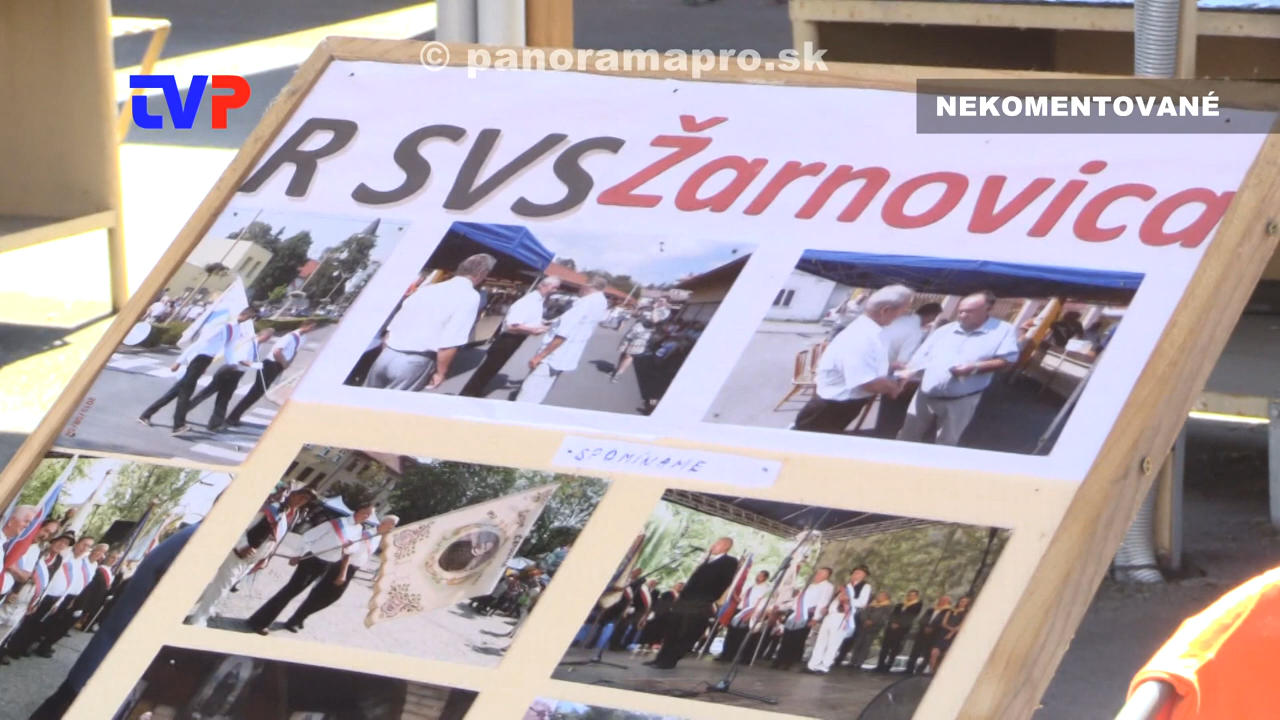 © panoramapro.sk
TVP
NEKOMENTOVANÉ
R SVS Žarnovica
SPOMÍNAME